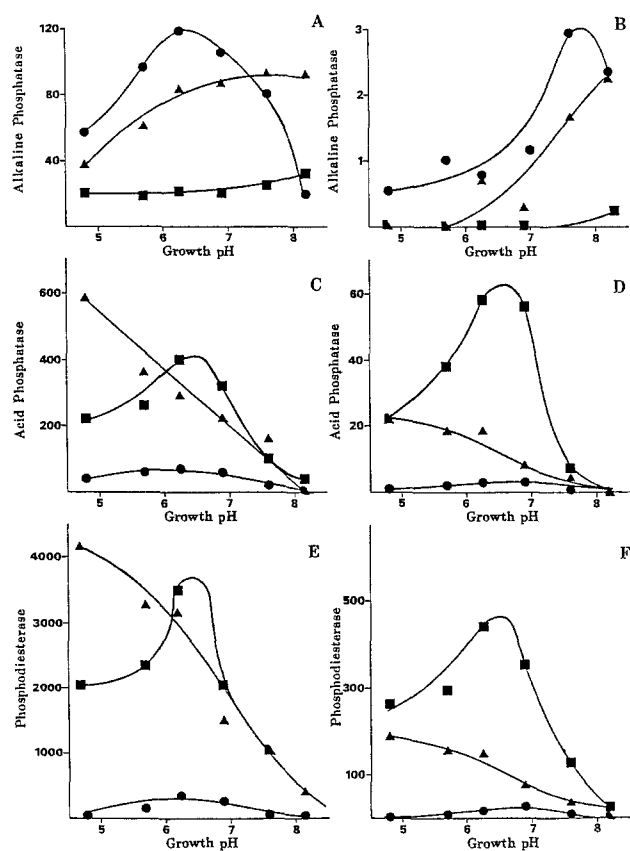 A
Alkaline Phosphatase
120
80
40
5
6
7
8
Growth pH
B
Alkaline Phosphatase
3
2
1
5
6
7
8
Growth pH
C
Acid Phosphatase
600
400
200
5
6
7
8
Growth pH
D
Acid Phosphatase
60
40
20
5
6
7
8
Growth pH
E
Phosphodiesterase
4000
3000
2000
1000
5
6
7
8
Growth pH
F
Phosphodiesterase
500
300
100
5
6
7
8
Growth pH